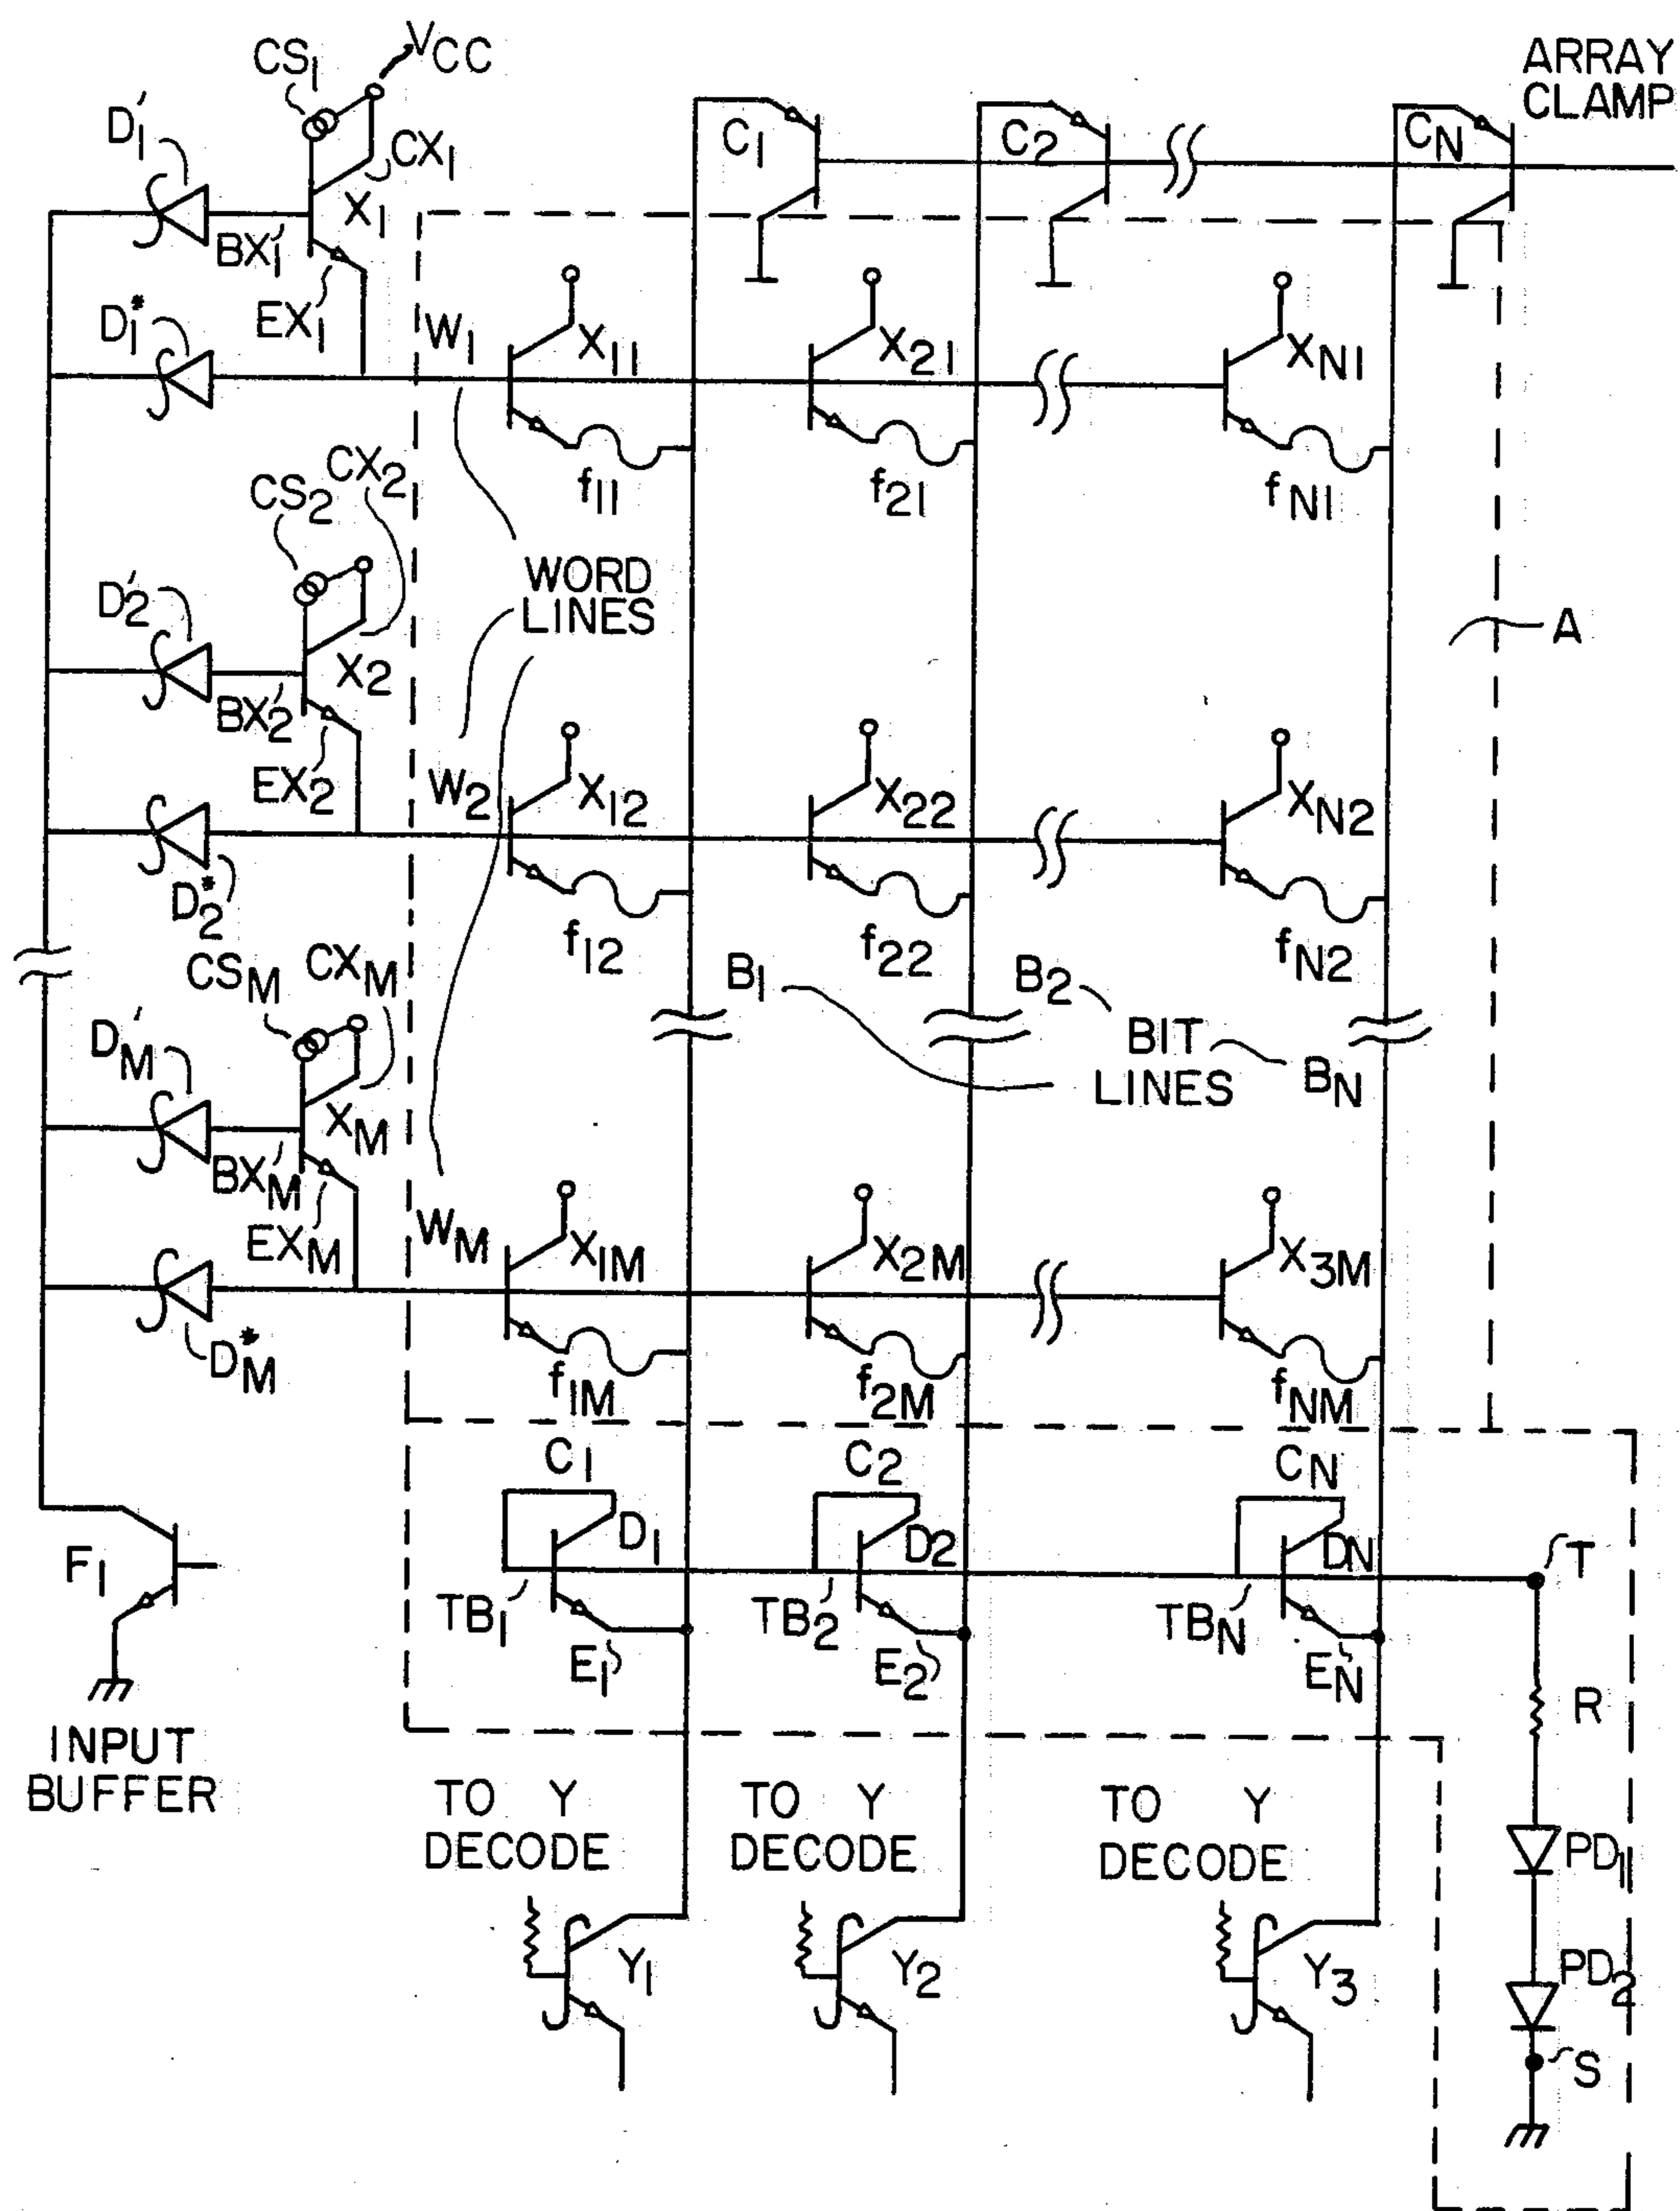 CS1
VCC
ARRAY
CLAMP
D1'
CX1
C1
C2
CN
X1
BX1'
D1*
EX1
W1
X11
X21
XN1
f11
f21
fN1
CX2
CS2
WORD
LINES
D2'
A
X2
BX2'
EX2
W2
X12
X22
XN2
D2*
f12
f22
fN2
CSM
CXM
B1
B2
BIT
LINES
BN
DM'
XM
BXM'
EXM
WM
X1M
X2M
X3M
DM*
f1M
f2M
fNM
C1
C2
CN
F1
D1
D2
DN
T
TB1
TB2
TBN
E1
E2
EN
R
INPUT
BUFFER
TO Y
DECODE
TO Y
DECODE
TO Y
DECODE
PD1
Y1
Y2
Y3
PD2
S